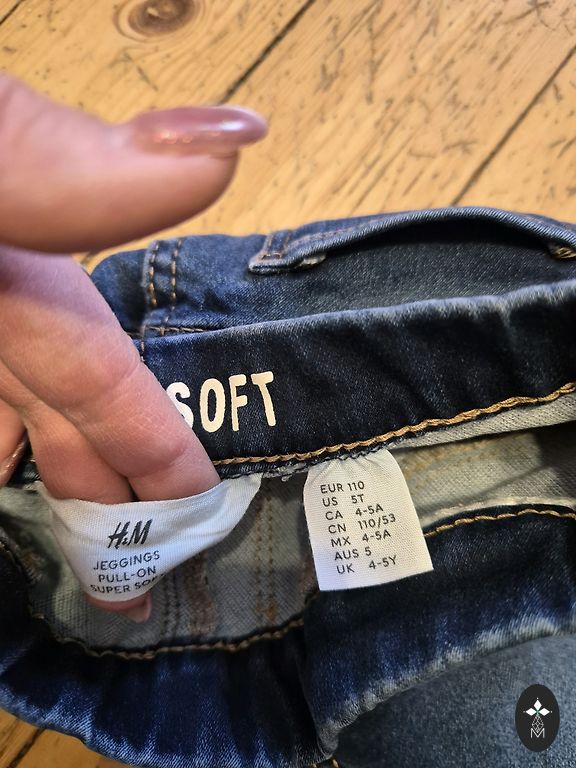 SOFT
H&M
JEGGINGS
PULL-ON
SUPER
EUR 110
US 5T
CA 4-5A
CN 110/53
MX 4-5A
AUS 5
UK 4-5Y